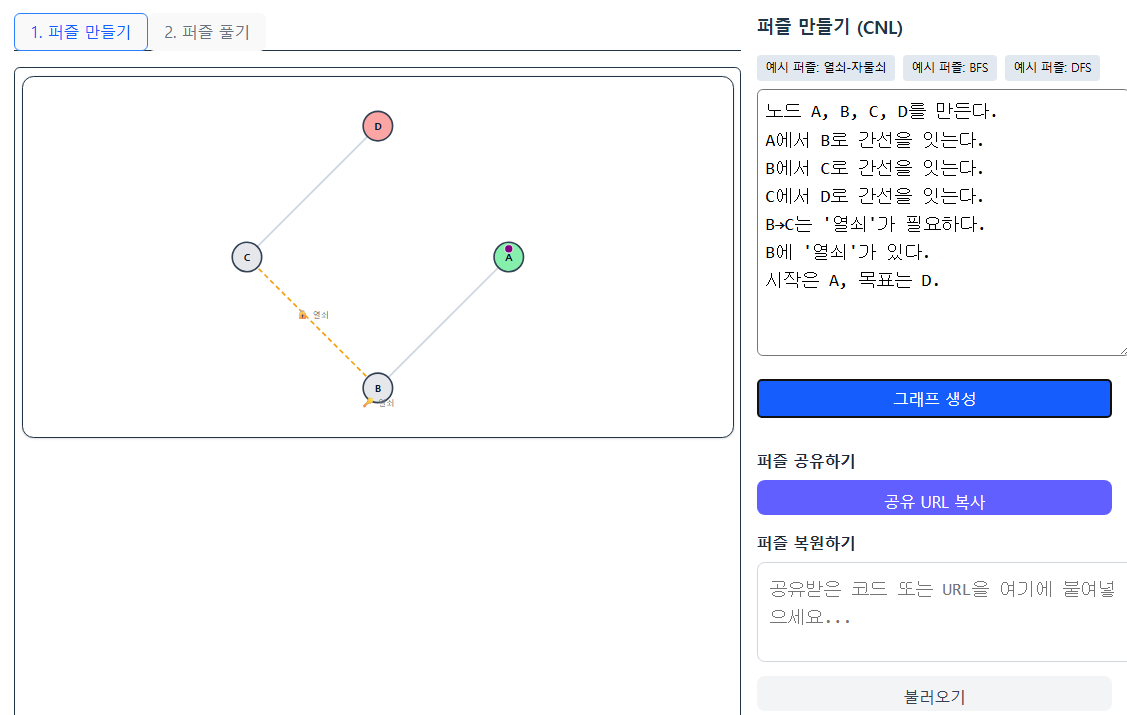 1. 퍼즐 만들기
2. 퍼즐 풀기
D
C
A
🔒 열쇠
B
🔑 열쇠
퍼즐 만들기 (CNL)
예시 퍼즐: 열쇠-자물쇠
예시 퍼즐: BFS
예시 퍼즐: DFS
노드 A, B, C, D를 만든다.
A에서 B로 간선을 잇는다.
B에서 C로 간선을 잇는다.
C에서 D로 간선을 잇는다.
B→C는 '열쇠'가 필요하다.
B에 '열쇠'가 있다.
시작은 A, 목표는 D.
그래프 생성
퍼즐 공유하기
공유 URL 복사
퍼즐 복원하기
공유받은 코드 또는 URL을 여기에 붙여넣
으세요...
불러오기